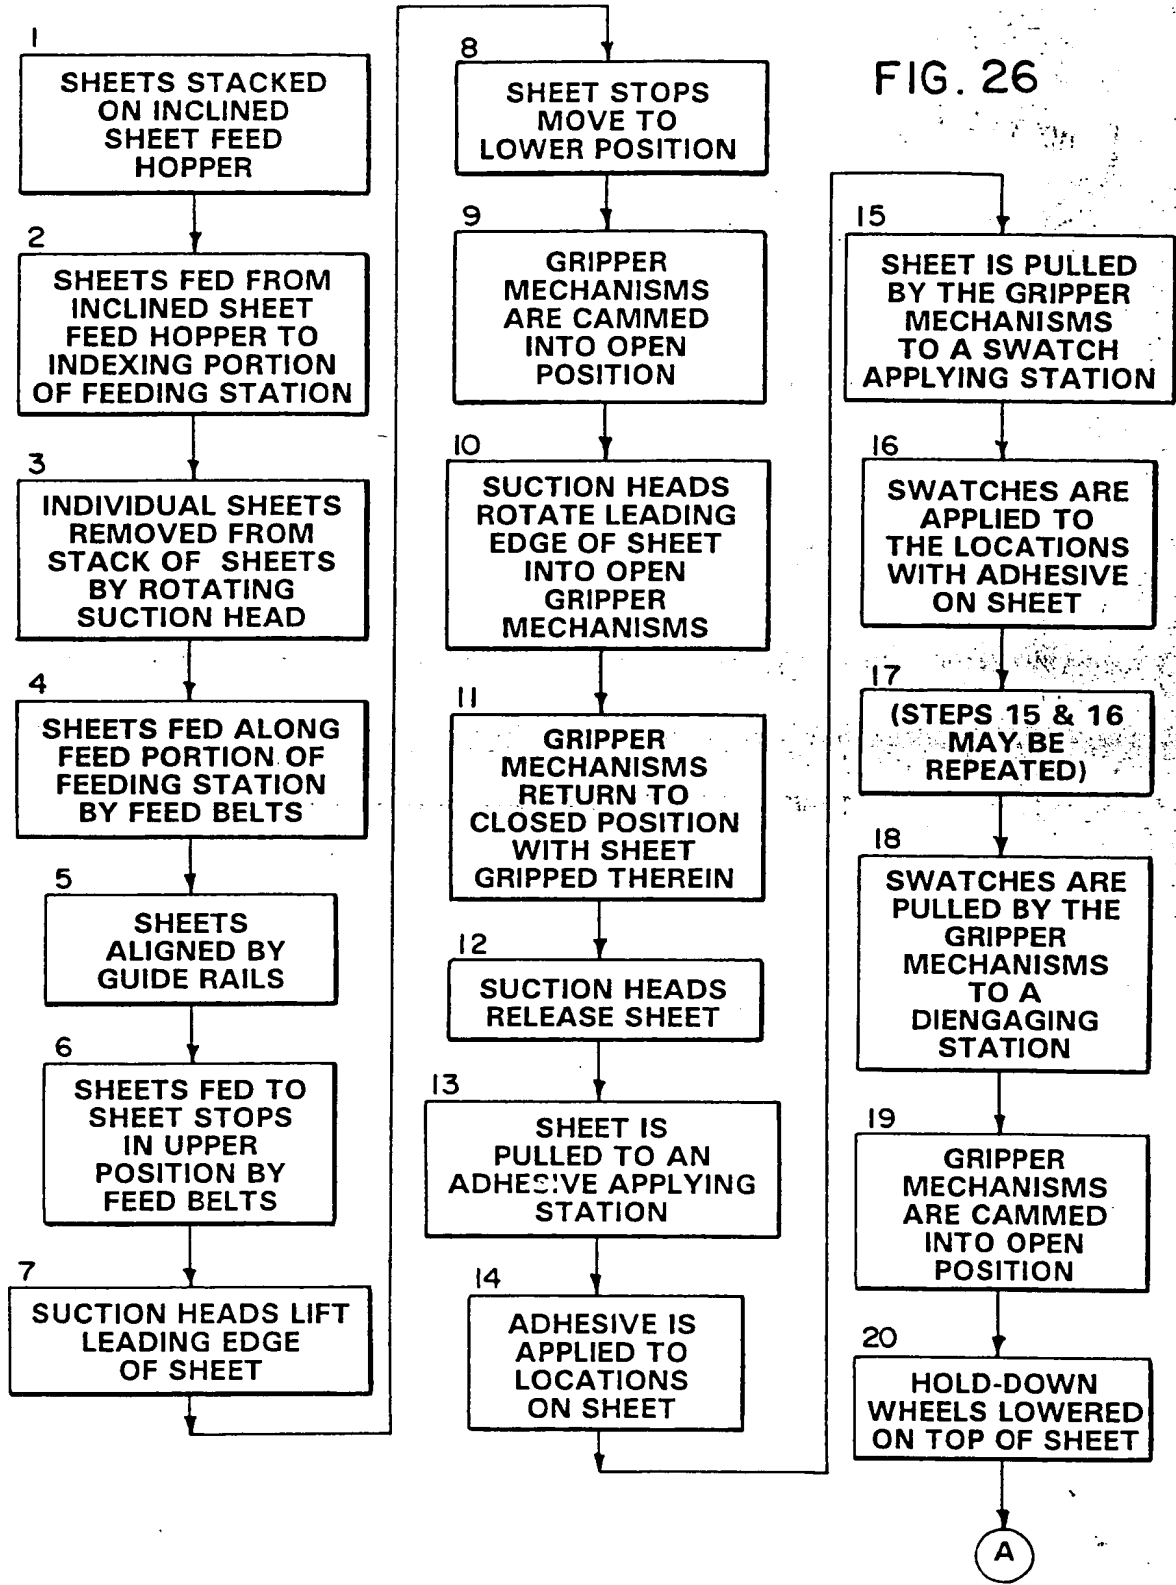 FIG. 26
1
SHEETS STACKED
ON INCLINED
SHEET FEED
HOPPER
2
SHEETS FED FROM
INCLINED SHEET
FEED HOPPER TO
INDEXING PORTION
OF FEEDING STATION
3
INDIVIDUAL SHEETS
REMOVED FROM
STACK OF SHEETS
BY ROTATING
SUCTION HEAD
4
SHEETS FED ALONG
FEED PORTION OF
FEEDING STATION
BY FEED BELTS
5
SHEETS
ALIGNED BY
GUIDE RAILS
6
SHEETS FED TO
SHEET STOPS
IN UPPER
POSITION BY
FEED BELTS
7
SUCTION HEADS LIFT
LEADING EDGE
OF SHEET
8
SHEET STOPS
MOVE TO
LOWER POSITION
9
GRIPPER
MECHANISMS
ARE CAMMED
INTO OPEN
POSITION
10
SUCTION HEADS
ROTATE LEADING
EDGE OF SHEET
INTO OPEN
GRIPPER
MECHANISMS
11
GRIPPER
MECHANISMS
RETURN TO
CLOSED POSITION
WITH SHEET
GRIPPED THEREIN
12
SUCTION HEADS
RELEASE SHEET
13
SHEET IS
PULLED TO AN
ADHESIVE APPLYING
STATION
14
ADHESIVE IS
APPLIED TO
LOCATIONS
ON SHEET
15
SHEET IS PULLED
BY THE GRIPPER
MECHANISMS
TO A SWATCH
APPLYING STATION
16
SWATCHES ARE
APPLIED TO
THE LOCATIONS
WITH ADHESIVE
ON SHEET
17
(STEPS 15 & 16
MAY BE
REPEATED)
18
SWATCHES ARE
PULLED BY THE
GRIPPER
MECHANISMS
TO A
DIENGAGING
STATION
19
GRIPPER
MECHANISMS
ARE CAMMED
INTO OPEN
POSITION
20
HOLD-DOWN
WHEELS LOWERED
ON TOP OF SHEET
A